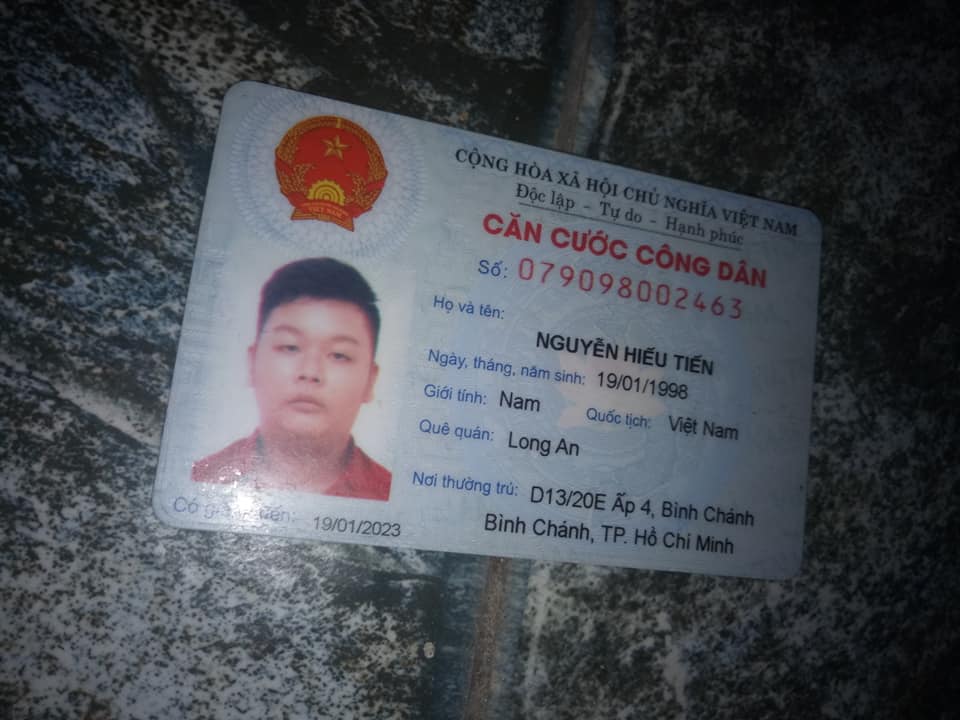 CỘNG HÒA XÃ HỘI CHỦ NGHĨA VIỆT NAM
Độc lập - Tự do - Hạnh phúc
CĂN CƯỚC CÔNG DÂN
Số: 079098002463
Họ và tên:
NGUYỄN HIẾU TIẾN
Ngày, tháng, năm sinh: 19/01/1998
Giới tính: Nam Quốc tịch: Việt Nam
Quê quán: Long An
Nơi thường trú: D13/20E Ấp 4, Bình Chánh
Bình Chánh, TP. Hồ Chí Minh
Có đến: 19/01/2023
VIỆT NAM